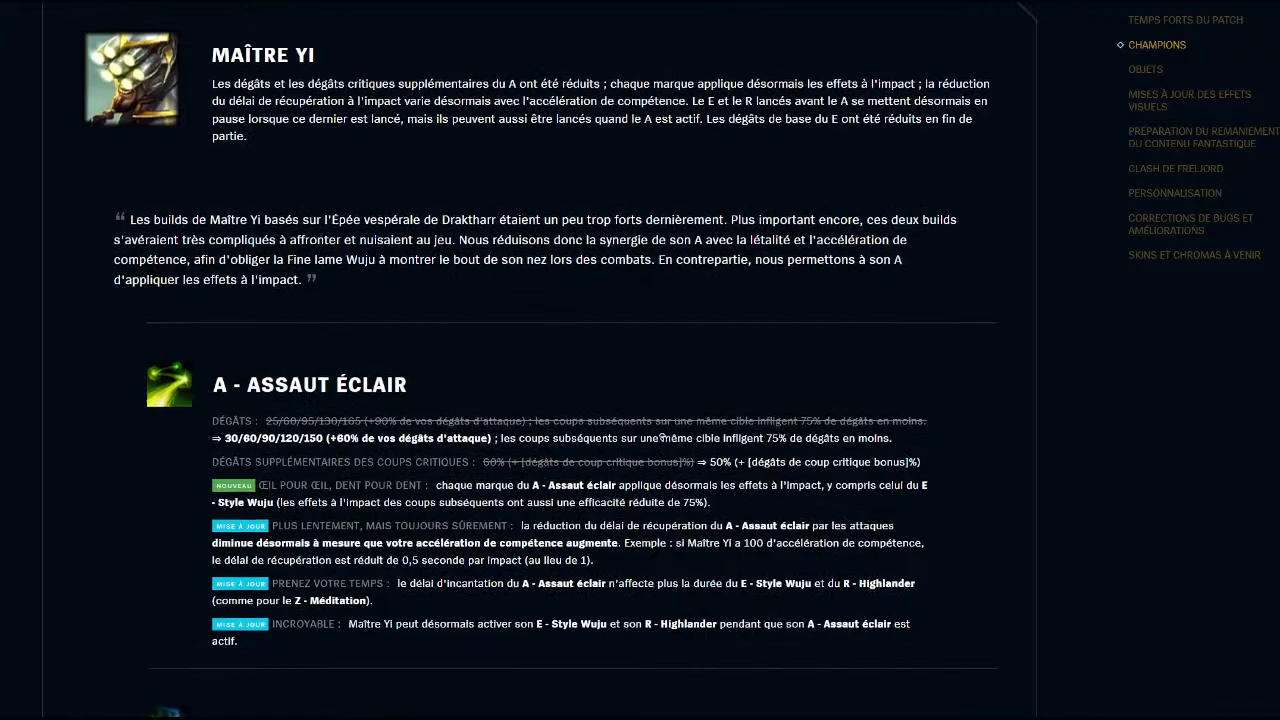 MAÎTRE YI
Les dégâts et les dégâts critiques supplémentaires du A ont été réduits ; chaque marque applique désormais les effets à l'impact ; la réduction
du délai de récupération à l'impact varie désormais avec l'accélération de compétence. Le E et le R lancés avant le A se mettent désormais en
pause lorsque ce dernier est lancé, mais ils peuvent aussi être lancés quand le A est actif. Les dégâts de base du E ont été réduits en fin de
partie.
“ Les builds de Maître Yi basés sur l'Épée vespérale de Draktharr étaient un peu trop forts dernièrement. Plus important encore, ces deux builds
s'avéraient très compliqués à affronter et nuisaient au jeu. Nous réduisons donc la synergie de son A avec la létalité et l'accélération de
compétence, afin d'obliger la Fine lame Wuju à montrer le bout de son nez lors des combats. En contrepartie, nous permettons à son A
d'appliquer les effets à l'impact. ”
A - ASSAUT ÉCLAIR
DÉGÂTS : 25/60/95/130/165 (+90% de vos dégâts d'attaque) ; les coups subséquents sur une même cible infligent 75% de dégâts en moins.
⇒ 30/60/90/120/150 (+60% de vos dégâts d'attaque) ; les coups subséquents sur une même cible infligent 75% de dégâts en moins.
DÉGÂTS SUPPLÉMENTAIRES DES COUPS CRITIQUES : 60% (+ [dégâts de coup critique bonus]%) ⇒ 50% (+ [dégâts de coup critique bonus]%)
NOUVEAU ŒIL POUR ŒIL, DENT POUR DENT : chaque marque du A - Assaut éclair applique désormais les effets à l'impact, y compris celui du E
- Style Wuju (les effets à l'impact des coups subséquents ont aussi une efficacité réduite de 75%).
MISE À JOUR PLUS LENTEMENT, MAIS TOUJOURS SÛREMENT : la réduction du délai de récupération du A - Assaut éclair par les attaques
diminue désormais à mesure que votre accélération de compétence augmente. Exemple : si Maître Yi a 100 d'accélération de compétence,
le délai de récupération est réduit de 0,5 seconde par impact (au lieu de 1).
MISE À JOUR PRENEZ VOTRE TEMPS : le délai d'incantation du A - Assaut éclair n'affecte plus la durée du E - Style Wuju et du R - Highlander
(comme pour le Z - Méditation).
MISE À JOUR INCROYABLE : Maître Yi peut désormais activer son E - Style Wuju et son R - Highlander pendant que son A - Assaut éclair est
actif.
TEMPS FORTS DU PATCH
CHAMPIONS
OBJETS
MISES À JOUR DES EFFETS
VISUELS
PRÉPARATION DU REMANIEMENT
DU CONTENU FANTASTIQUE
CLASH DE FRELJORD
PERSONNALISATION
CORRECTIONS DE BUGS ET
AMÉLIORATIONS
SKINS ET CHROMAS À VENIR